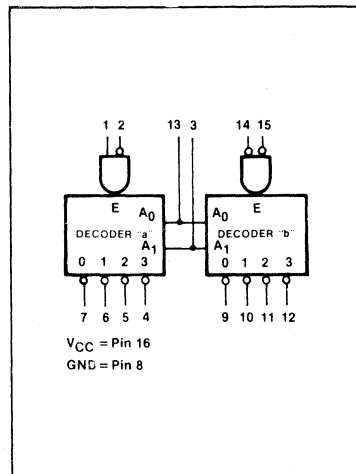 1 2 13 3 14 15
E E
A0 A0
DECODER "a" DECODER "b"
A1 A1
0 1 2 3 0 1 2 3
7 6 5 4 9 10 11 12
VCC = Pin 16
GND = Pin 8